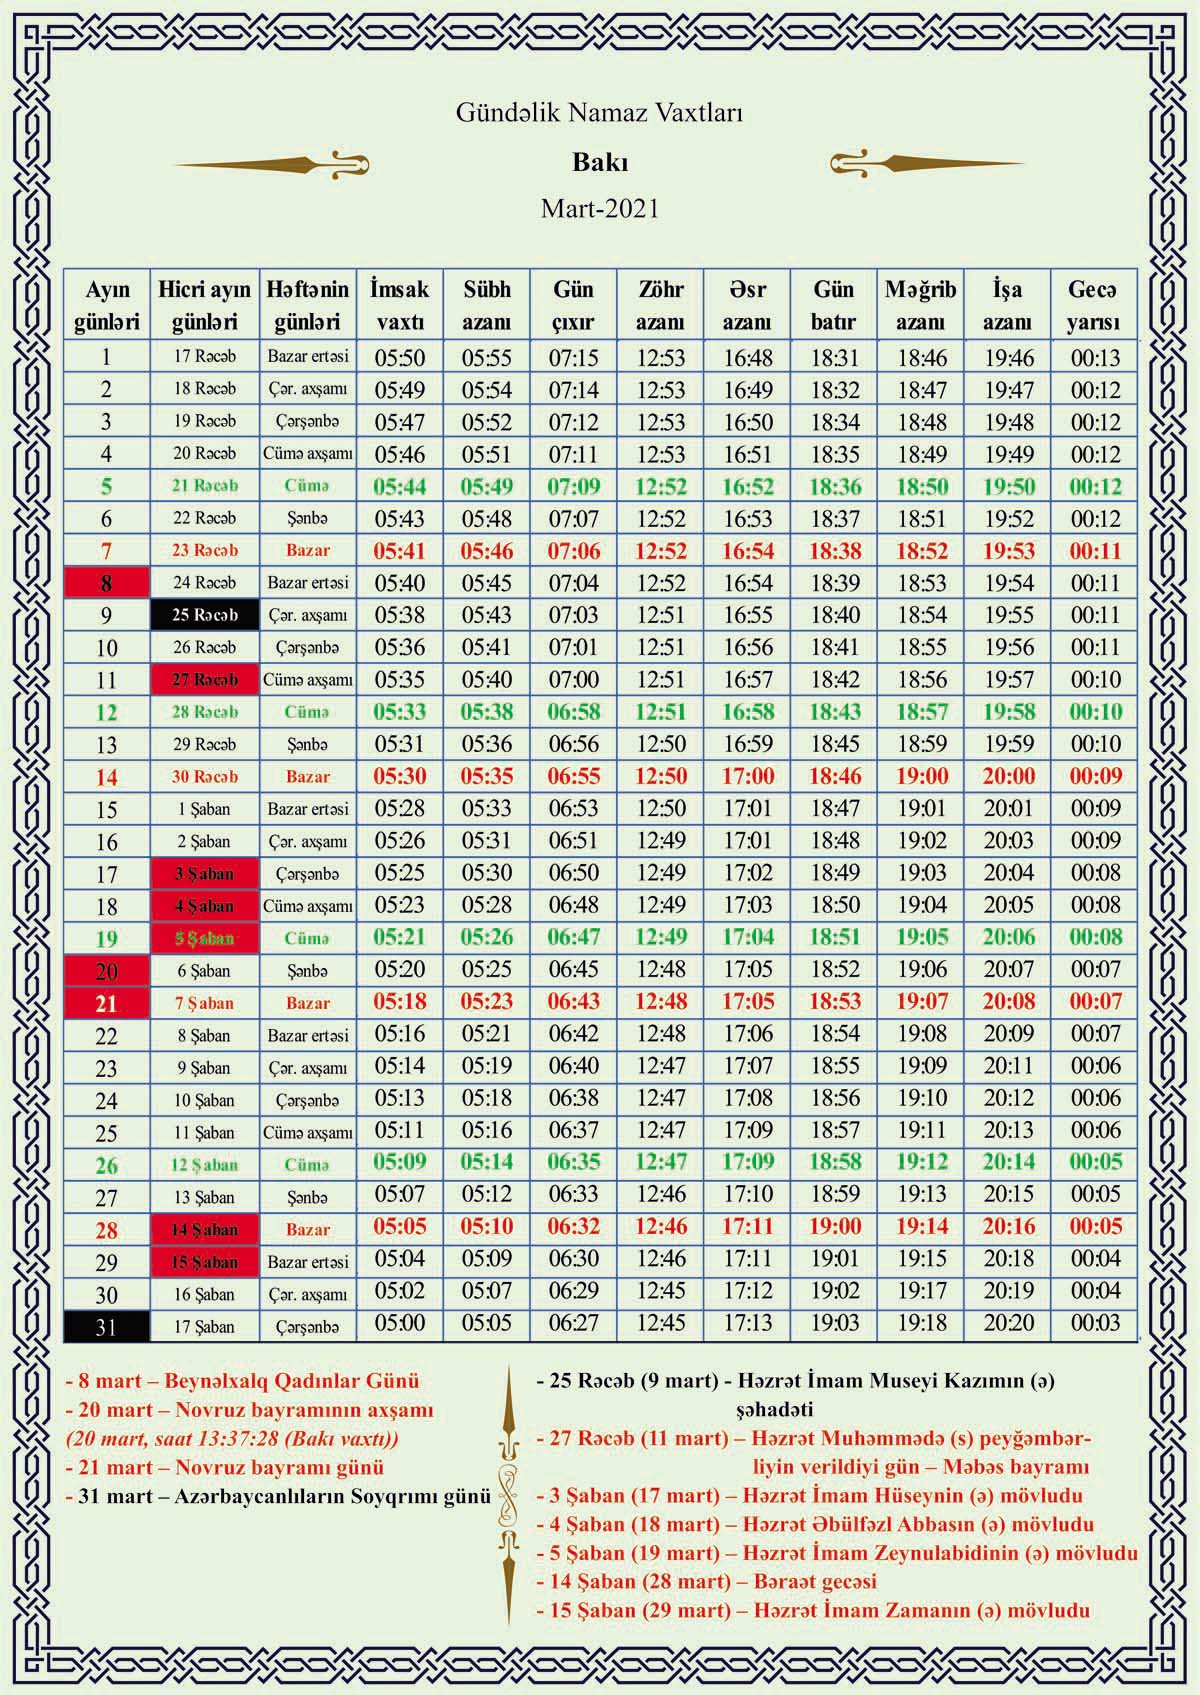 Gündəlik Namaz Vaxtları
Bakı
Mart-2021
Ayın günləri Hicri ayın günləri Həftənin günləri İmsak vaxtı Sübh azanı Gün çıxır Zöhr azanı Əsr azanı Gün batır Məğrib azanı İşa azanı Gecə yarısı
1 17 Rəcəb Bazar ertəsi 05:50 05:55 07:15 12:53 16:48 18:31 18:46 19:46 00:13
2 18 Rəcəb Çər. axşamı 05:49 05:54 07:14 12:53 16:49 18:32 18:47 19:47 00:12
3 19 Rəcəb Çərşənbə 05:47 05:52 07:12 12:53 16:50 18:34 18:48 19:48 00:12
4 20 Rəcəb Cümə axşamı 05:46 05:51 07:11 12:53 16:51 18:35 18:49 19:49 00:12
5 21 Rəcəb Cümə 05:44 05:49 07:09 12:52 16:52 18:36 18:50 19:50 00:12
6 22 Rəcəb Şənbə 05:43 05:48 07:07 12:52 16:53 18:37 18:51 19:52 00:12
7 23 Rəcəb Bazar 05:41 05:46 07:06 12:52 16:54 18:38 18:52 19:53 00:11
8 24 Rəcəb Bazar ertəsi 05:40 05:45 07:04 12:52 16:54 18:39 18:53 19:54 00:11
9 25 Rəcəb Çər. axşamı 05:38 05:43 07:03 12:51 16:55 18:40 18:54 19:55 00:11
10 26 Rəcəb Çərşənbə 05:36 05:41 07:01 12:51 16:56 18:41 18:55 19:56 00:11
11 27 Rəcəb Cümə axşamı 05:35 05:40 07:00 12:51 16:57 18:42 18:56 19:57 00:10
12 28 Rəcəb Cümə 05:33 05:38 06:58 12:51 16:58 18:43 18:57 19:58 00:10
13 29 Rəcəb Şənbə 05:31 05:36 06:56 12:50 16:59 18:45 18:59 19:59 00:10
14 30 Rəcəb Bazar 05:30 05:35 06:55 12:50 17:00 18:46 19:00 20:00 00:09
15 1 Şaban Bazar ertəsi 05:28 05:33 06:53 12:50 17:01 18:47 19:01 20:01 00:09
16 2 Şaban Çər. axşamı 05:26 05:31 06:51 12:49 17:01 18:48 19:02 20:03 00:09
17 3 Şaban Çərşənbə 05:25 05:30 06:50 12:49 17:02 18:49 19:03 20:04 00:08
18 4 Şaban Cümə axşamı 05:23 05:28 06:48 12:49 17:03 18:50 19:04 20:05 00:08
19 5 Şaban Cümə 05:21 05:26 06:47 12:49 17:04 18:51 19:05 20:06 00:08
20 6 Şaban Şənbə 05:20 05:25 06:45 12:48 17:05 18:52 19:06 20:07 00:07
21 7 Şaban Bazar 05:18 05:23 06:43 12:48 17:05 18:53 19:07 20:08 00:07
22 8 Şaban Bazar ertəsi 05:16 05:21 06:42 12:48 17:06 18:54 19:08 20:09 00:07
23 9 Şaban Çər. axşamı 05:14 05:19 06:40 12:47 17:07 18:55 19:09 20:11 00:06
24 10 Şaban Çərşənbə 05:13 05:18 06:38 12:47 17:08 18:56 19:10 20:12 00:06
25 11 Şaban Cümə axşamı 05:11 05:16 06:37 12:47 17:09 18:57 19:11 20:13 00:06
26 12 Şaban Cümə 05:09 05:14 06:35 12:47 17:09 18:58 19:12 20:14 00:05
27 13 Şaban Şənbə 05:07 05:12 06:33 12:46 17:10 18:59 19:13 20:15 00:05
28 14 Şaban Bazar 05:05 05:10 06:32 12:46 17:11 19:00 19:14 20:16 00:05
29 15 Şaban Bazar ertəsi 05:04 05:09 06:30 12:46 17:11 19:01 19:15 20:18 00:04
30 16 Şaban Çər. axşamı 05:02 05:07 06:29 12:45 17:12 19:02 19:17 20:19 00:04
31 17 Şaban Çərşənbə 05:00 05:05 06:27 12:45 17:13 19:03 19:18 20:20 00:03
- 8 mart – Beynəlxalq Qadınlar Günü
- 20 mart – Novruz bayramının axşamı
(20 mart, saat 13:37:28 (Bakı vaxtı))
- 21 mart – Novruz bayramı günü
- 31 mart – Azərbaycanlıların Soyqrımı günü
- 25 Rəcəb (9 mart) - Həzrət İmam Museyi Kazımın (ə)
şəhadəti
- 27 Rəcəb (11 mart) – Həzrət Muhəmmədə (s) peyğəmbər-
liyin verildiyi gün – Məbəs bayramı
- 3 Şaban (17 mart) – Həzrət İmam Hüseynin (ə) mövludu
- 4 Şaban (18 mart) – Həzrət Əbülfəzl Abbasın (ə) mövludu
- 5 Şaban (19 mart) – Həzrət İmam Zeynulabidinin (ə) mövludu
- 14 Şaban (28 mart) – Bəraət gecəsi
- 15 Şaban (29 mart) – Həzrət İmam Zamanın (ə) mövludu